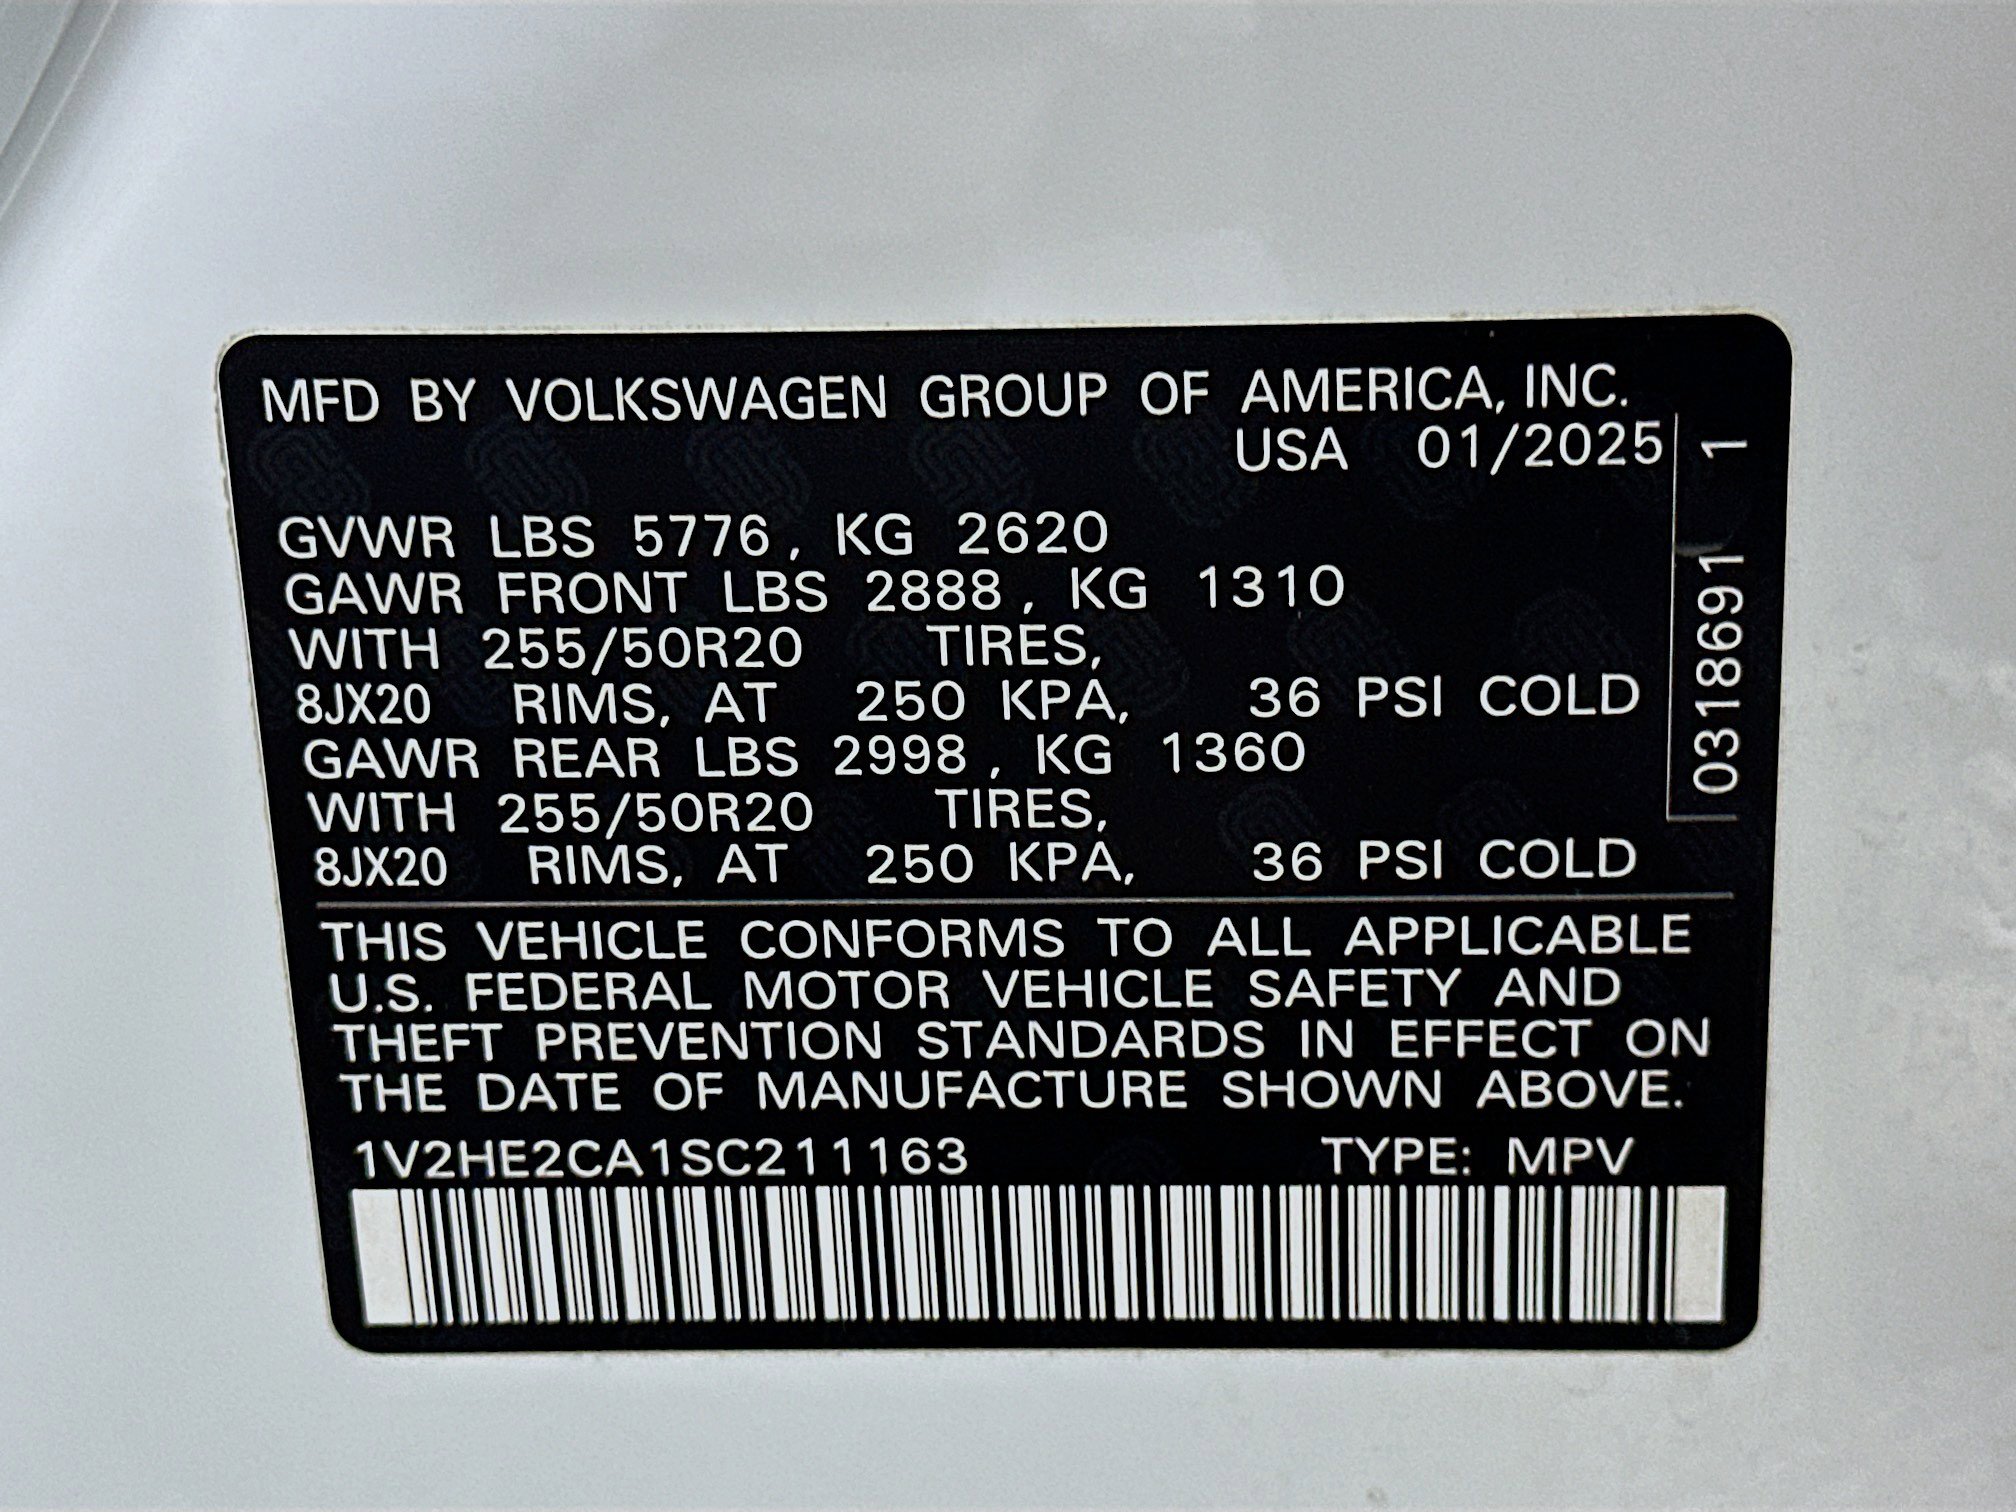 MFD BY VOLKSWAGEN GROUP OF AMERICA, INC.
USA 01/2025
GVWR LBS 5776, KG 2620
GAWR FRONT LBS 2888, KG 1310
WITH 255/50R20 TIRES,
8JX20 RIMS, AT 250 KPA, 36 PSI COLD
GAWR REAR LBS 2998, KG 1360
WITH 255/50R20 TIRES,
8JX20 RIMS, AT 250 KPA, 36 PSI COLD
0318691 1
THIS VEHICLE CONFORMS TO ALL APPLICABLE
U.S. FEDERAL MOTOR VEHICLE SAFETY AND
THEFT PREVENTION STANDARDS IN EFFECT ON
THE DATE OF MANUFACTURE SHOWN ABOVE.
1V2HE2CA1SC211163 TYPE: MPV